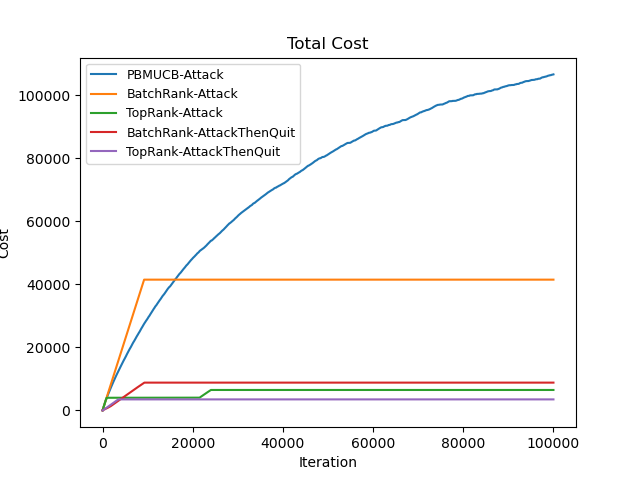 Total Cost
PBMUCB-Attack
BatchRank-Attack
TopRank-Attack
BatchRank-AttackThenQuit
TopRank-AttackThenQuit
100000
80000
60000
40000
20000
0
Cost
0 20000 40000 60000 80000 100000
Iteration